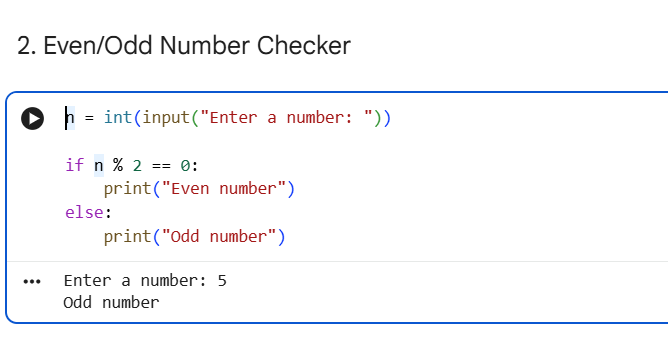 2. Even/Odd Number Checker
n = int(input("Enter a number: "))
if n % 2 == 0:
    print("Even number")
else:
    print("Odd number")
Enter a number: 5
Odd number